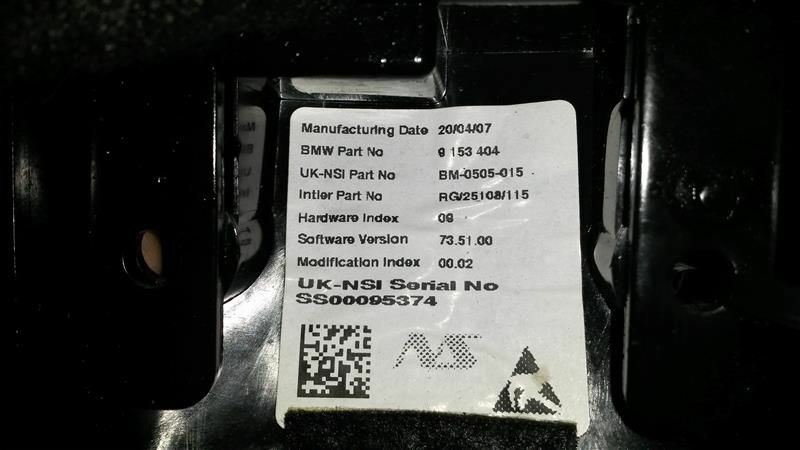 Manufacturing Date 20/04/07
BMW Part No 9 153 404
UK-NSI Part No BM-0505-015
Intier Part No RG/25108/115
Hardware Index 09
Software Version 73.51.00
Modification Index 00.02
UK-NSI Serial No
SS00095374
NS